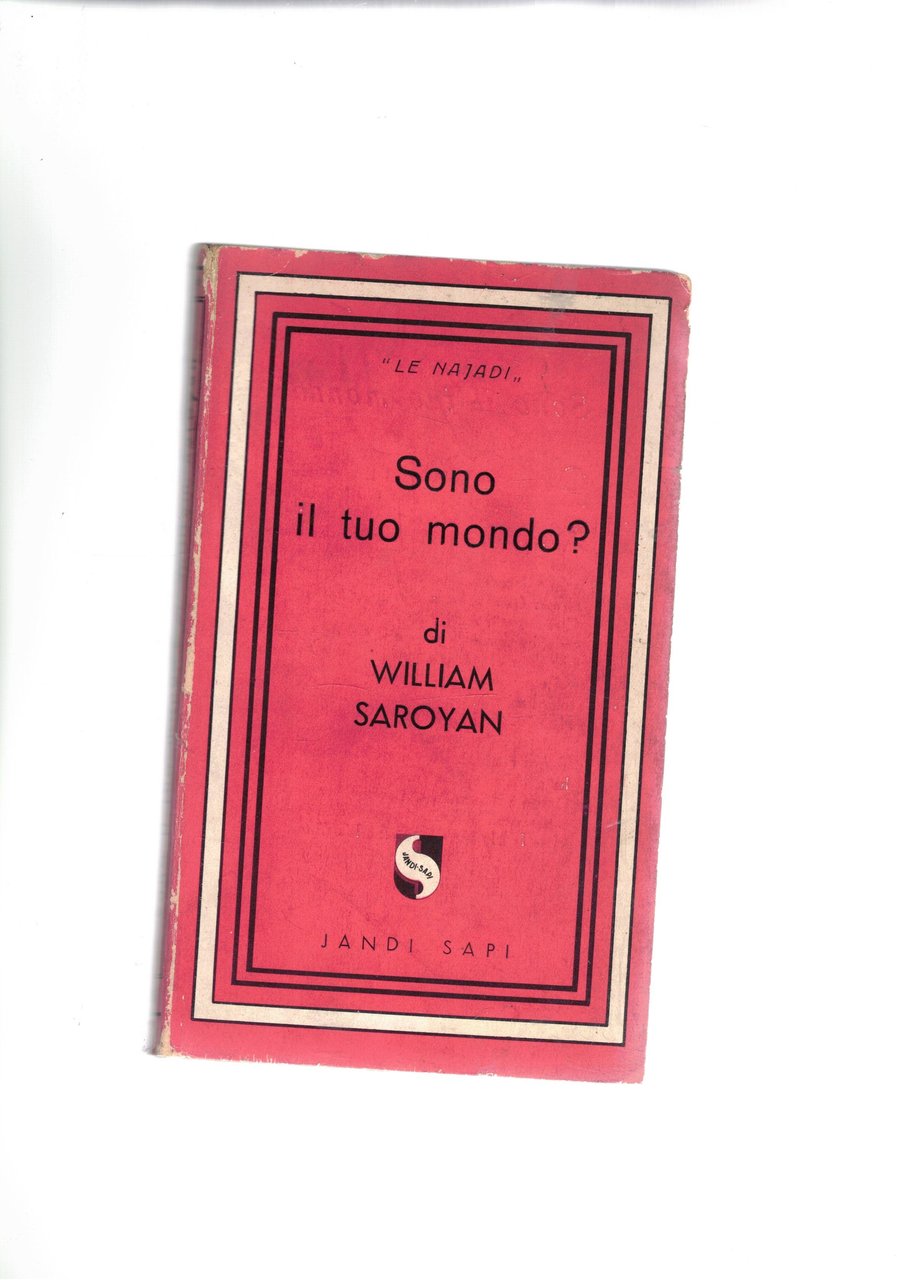 "LE NAJADI„
Sono
il tuo mondo?
di
WILLIAM
SAROYAN
JANDI-SAPI
JANDI SAPI